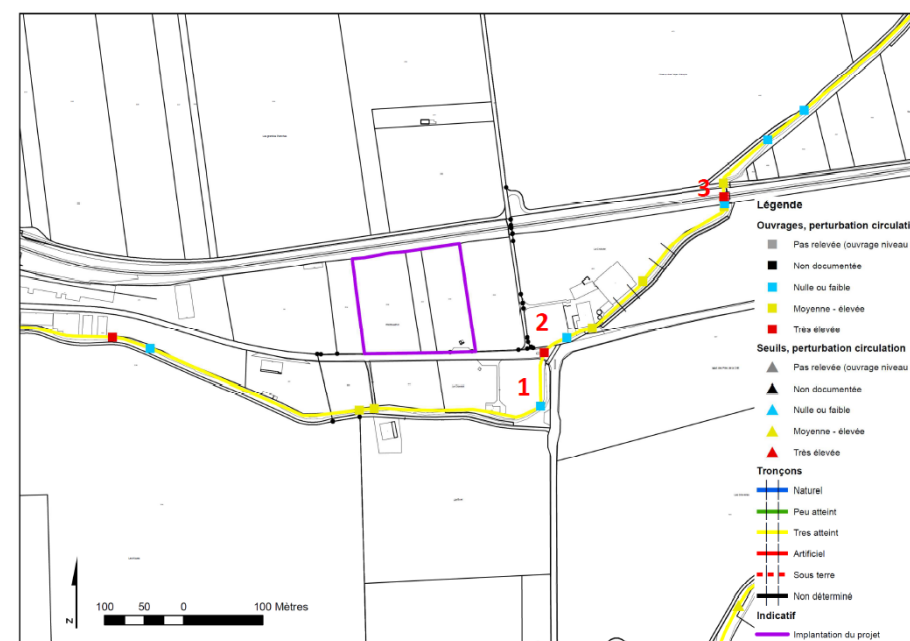 3
2
1
Légende
Ouvrages, perturbation circulati
Pas relevée (ouvrage niveau
Non documentée
Nulle ou faible
Moyenne - élevée
Très élevée
Seuils, perturbation circulation
Pas relevée (ouvrage niveau
Non documentée
Nulle ou faible
Moyenne - élevée
Très élevée
Tronçons
Naturel
Peu atteint
Tres atteint
Artificiel
Sous terre
Non déterminé
Indicatif
Implantation du projet
N
100 50 0 100 Mètres